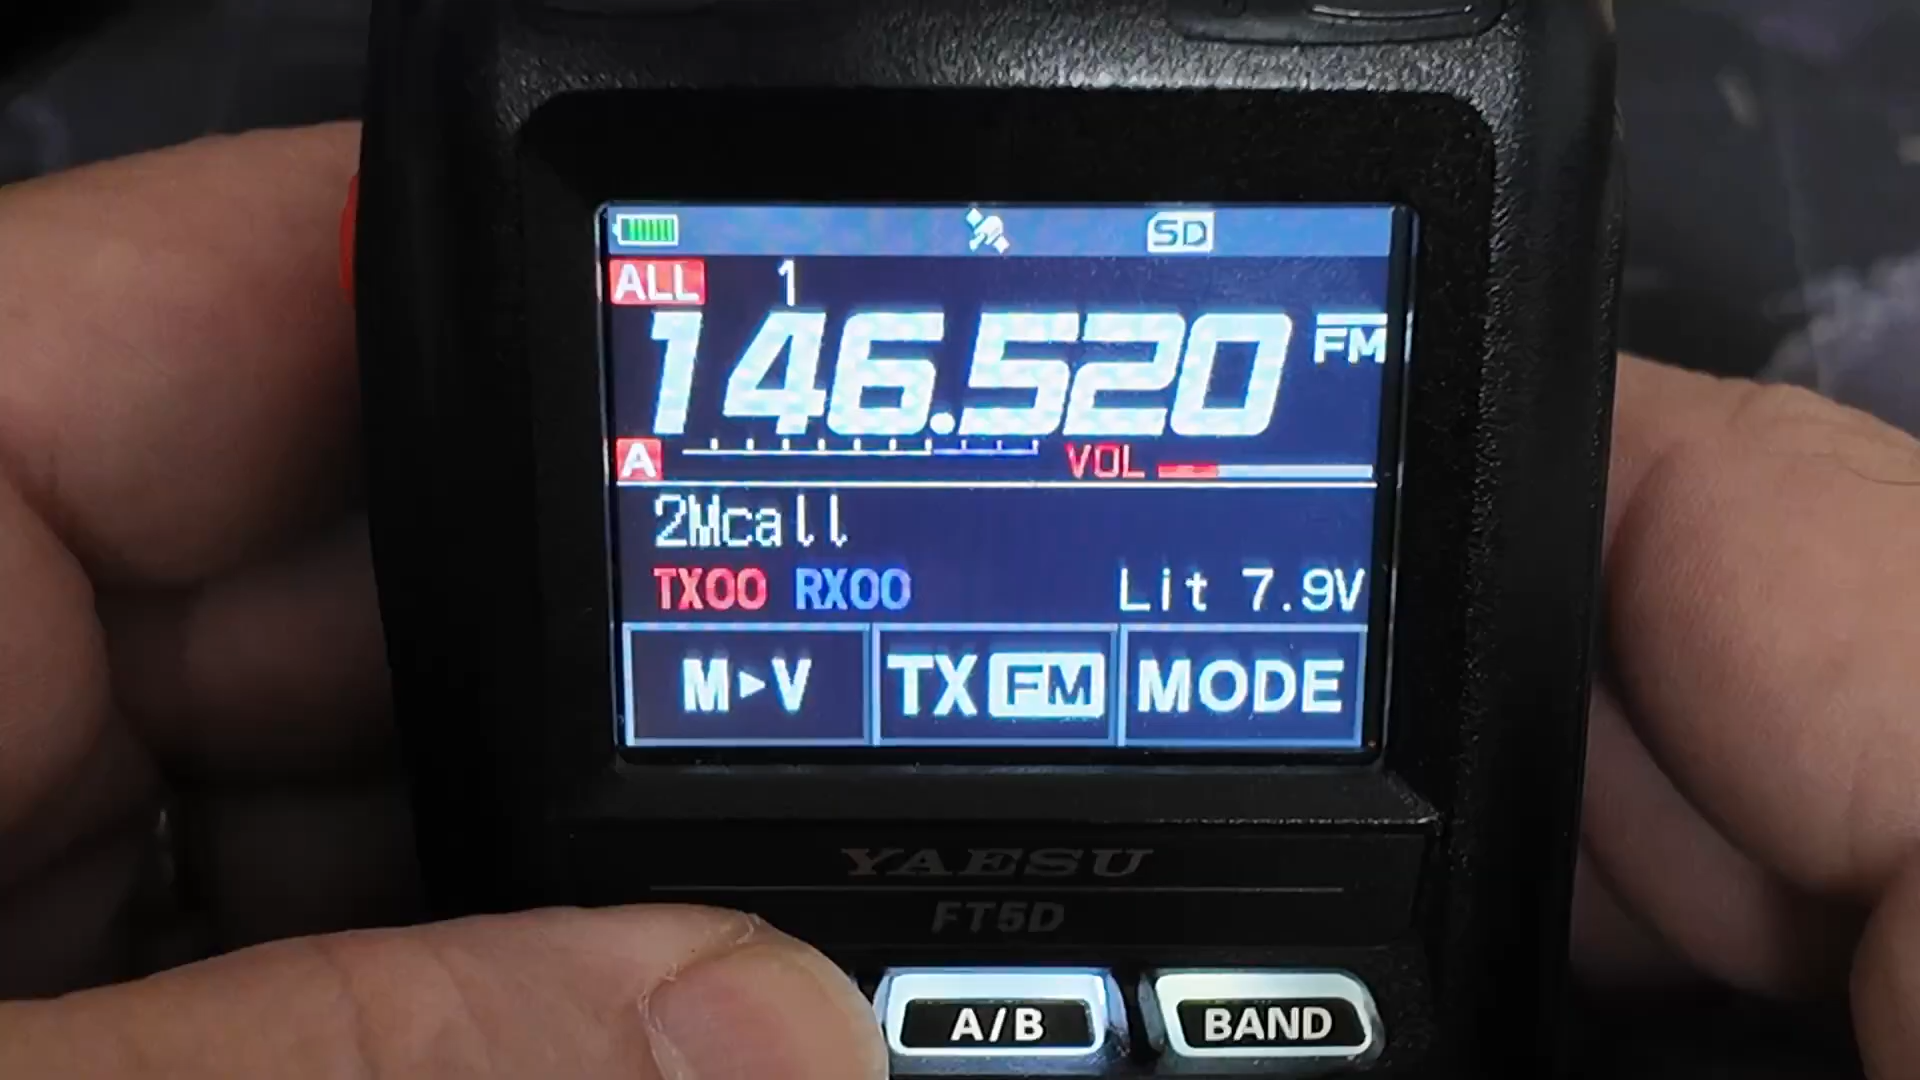 SD
ALL 1
146.520 FM
A VOL
2Mcall
TX00 RX00 Lit 7.9V
M▸V TX FM MODE
YAESU
FT5D
A/B BAND